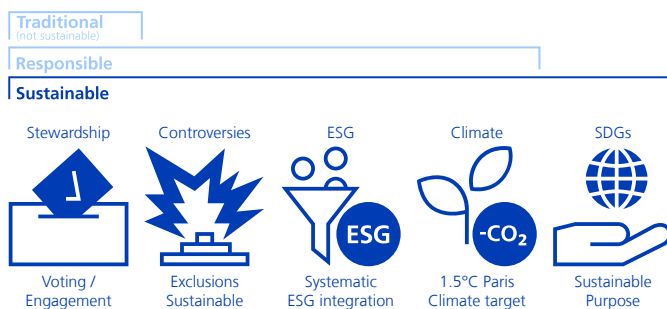 Traditional
(not sustainable)
Responsible
Sustainable
Stewardship Controversies ESG Climate SDGs
ESG -CO₂
Voting / Exclusions Systematic 1.5°C Paris Sustainable
Engagement Sustainable ESG integration Climate target Purpose